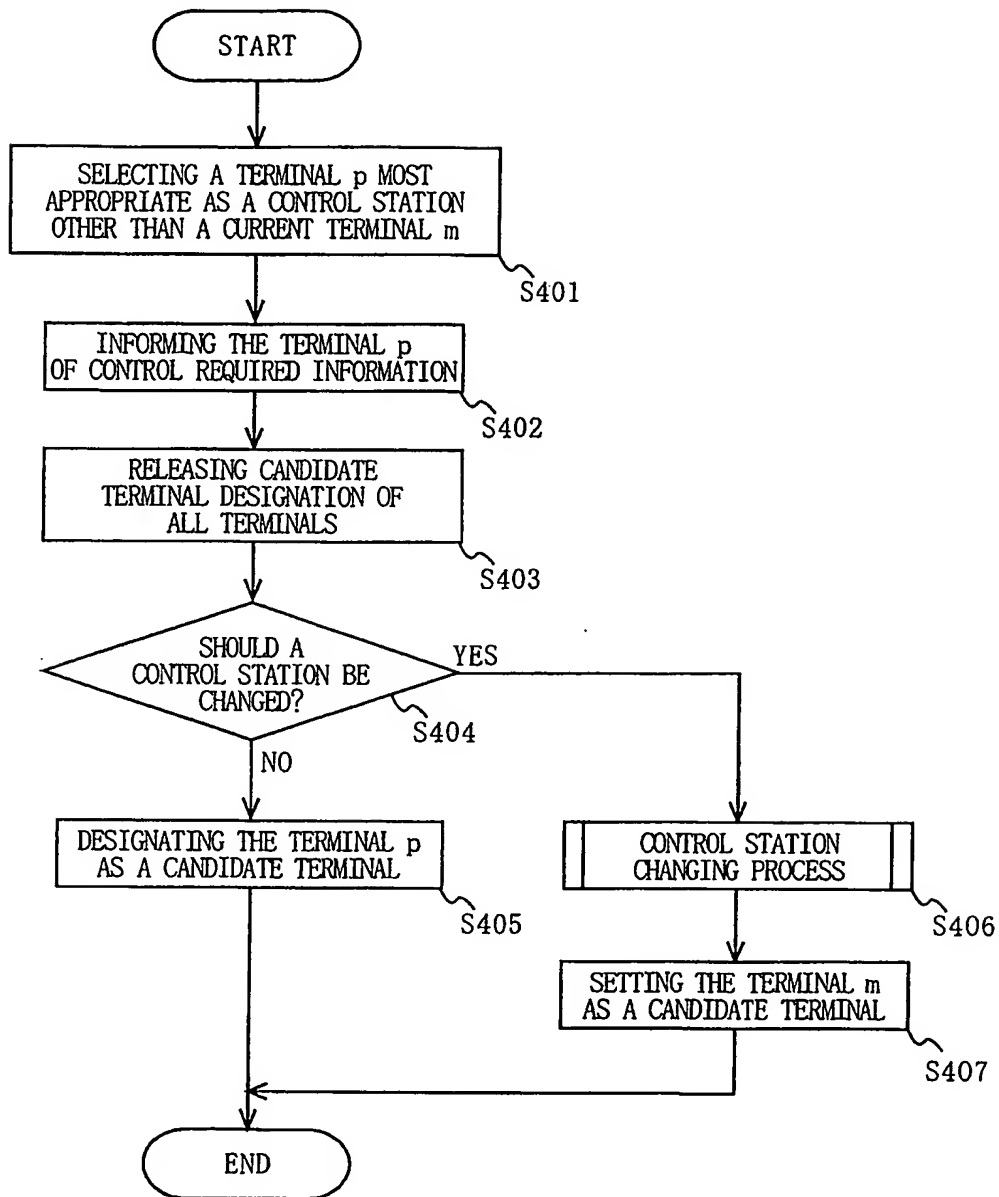 START
SELECTING A TERMINAL p MOST
APPROPRIATE AS A CONTROL STATION
OTHER THAN A CURRENT TERMINAL m
S401
INFORMING THE TERMINAL p
OF CONTROL REQUIRED INFORMATION
S402
RELEASING CANDIDATE
TERMINAL DESIGNATION OF
ALL TERMINALS
S403
SHOULD A
CONTROL STATION BE
CHANGED?
YES
S404
NO
DESIGNATING THE TERMINAL p
AS A CANDIDATE TERMINAL
S405
CONTROL STATION
CHANGING PROCESS
S406
SETTING THE TERMINAL m
AS A CANDIDATE TERMINAL
S407
END